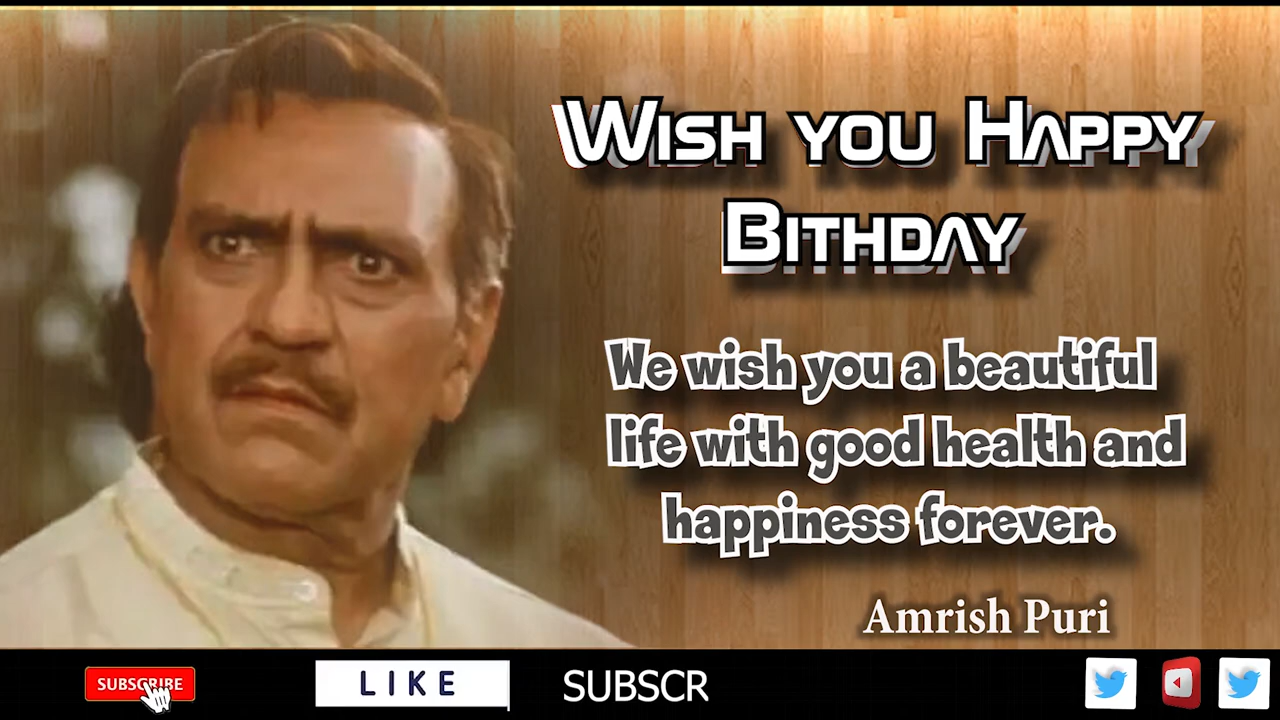 Wish you Happy
Bithday
We wish you a beautiful
life with good health and
happiness forever.
Amrish Puri
SUBSCRIBE
LIKE
SUBSCR